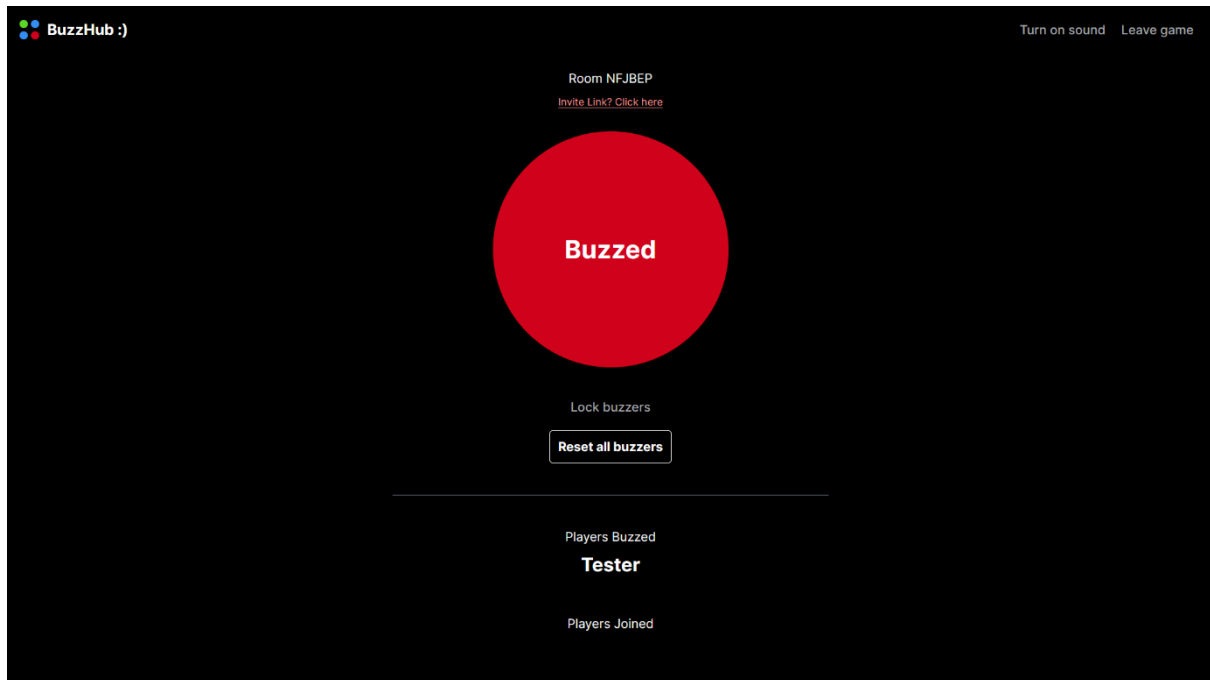 BuzzHub :)
Turn on sound
Leave game
Room NFJBEP
Invite Link? Click here
Buzzed
Lock buzzers
Reset all buzzers
Players Buzzed
Tester
Players Joined